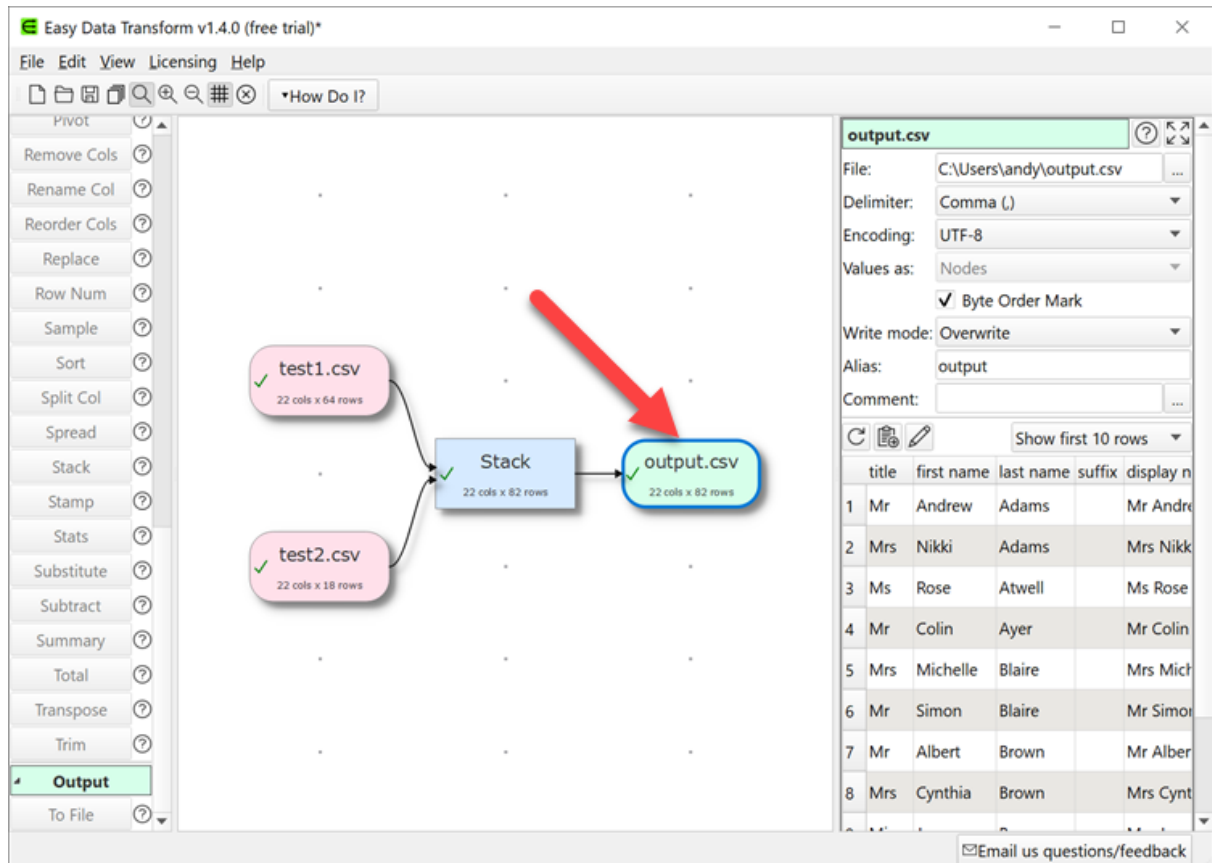 Easy Data Transform v1.4.0 (free trial)*
File Edit View Licensing Help
How Do I?
Pivot
Remove Cols
Rename Col
Reorder Cols
Replace
Row Num
Sample
Sort
Split Col
Spread
Stack
Stamp
Stats
Substitute
Subtract
Summary
Total
Transpose
Trim
Output
To File
test1.csv
22 cols x 64 rows
test2.csv
22 cols x 18 rows
Stack
22 cols x 82 rows
output.csv
22 cols x 82 rows
output.csv
File: C:\Users\andy\output.csv ...
Delimiter: Comma (,)
Encoding: UTF-8
Values as: Nodes
Byte Order Mark
Write mode: Overwrite
Alias: output
Comment: ...
Show first 10 rows
title first name last name suffix display n
1 Mr Andrew Adams Mr Andre
2 Mrs Nikki Adams Mrs Nikk
3 Ms Rose Atwell Ms Rose
4 Mr Colin Ayer Mr Colin
5 Mrs Michelle Blaire Mrs Mich
6 Mr Simon Blaire Mr Simon
7 Mr Albert Brown Mr Alber
8 Mrs Cynthia Brown Mrs Cynt
Email us questions/feedback